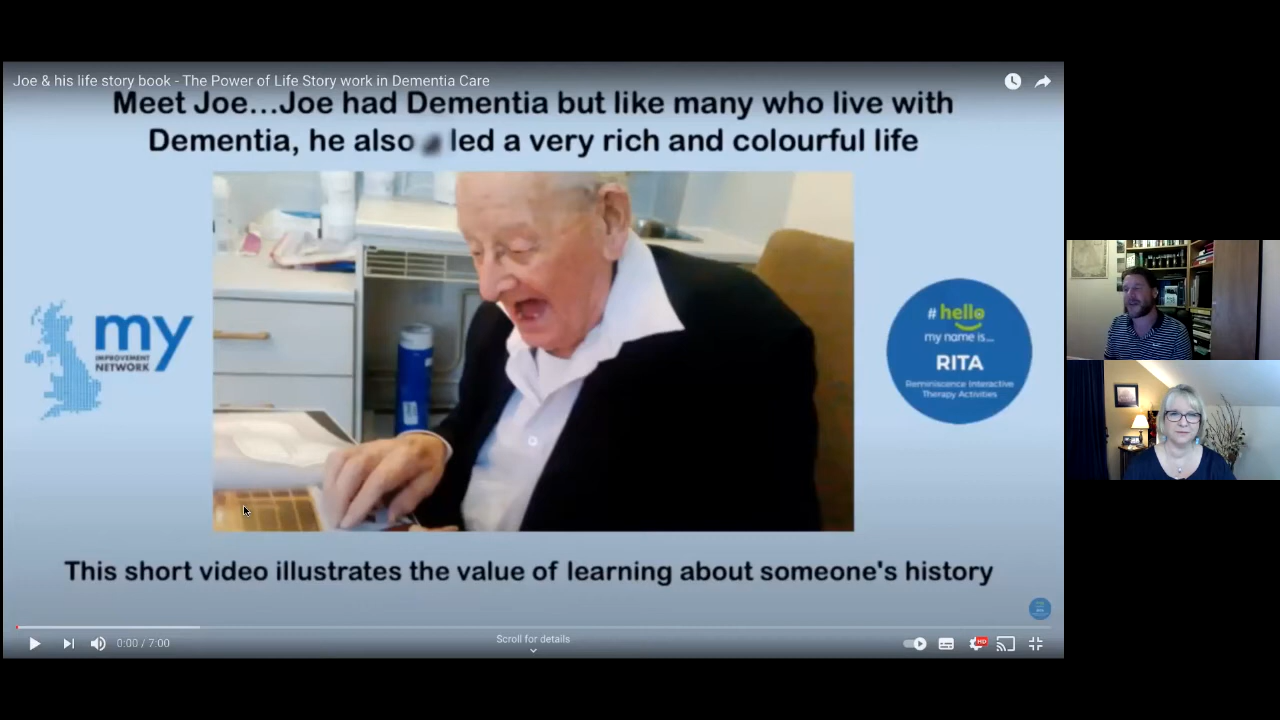 Joe & his life story book - The Power of Life Story work in Dementia Care
Meet Joe...Joe had Dementia but like many who live with
Dementia, he also led a very rich and colourful life
my
IMPROVEMENT
NETWORK
# hello
my name is...
RITA
Reminiscence Interactive
Therapy Activities
This short video illustrates the value of learning about someone's history
0:00 / 7:00
Scroll for details
HD